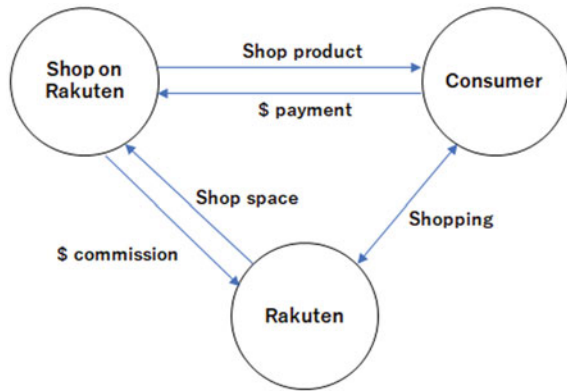 Shop on
Rakuten
Shop product
$ payment
Consumer
Shop space
$ commission
Shopping
Rakuten